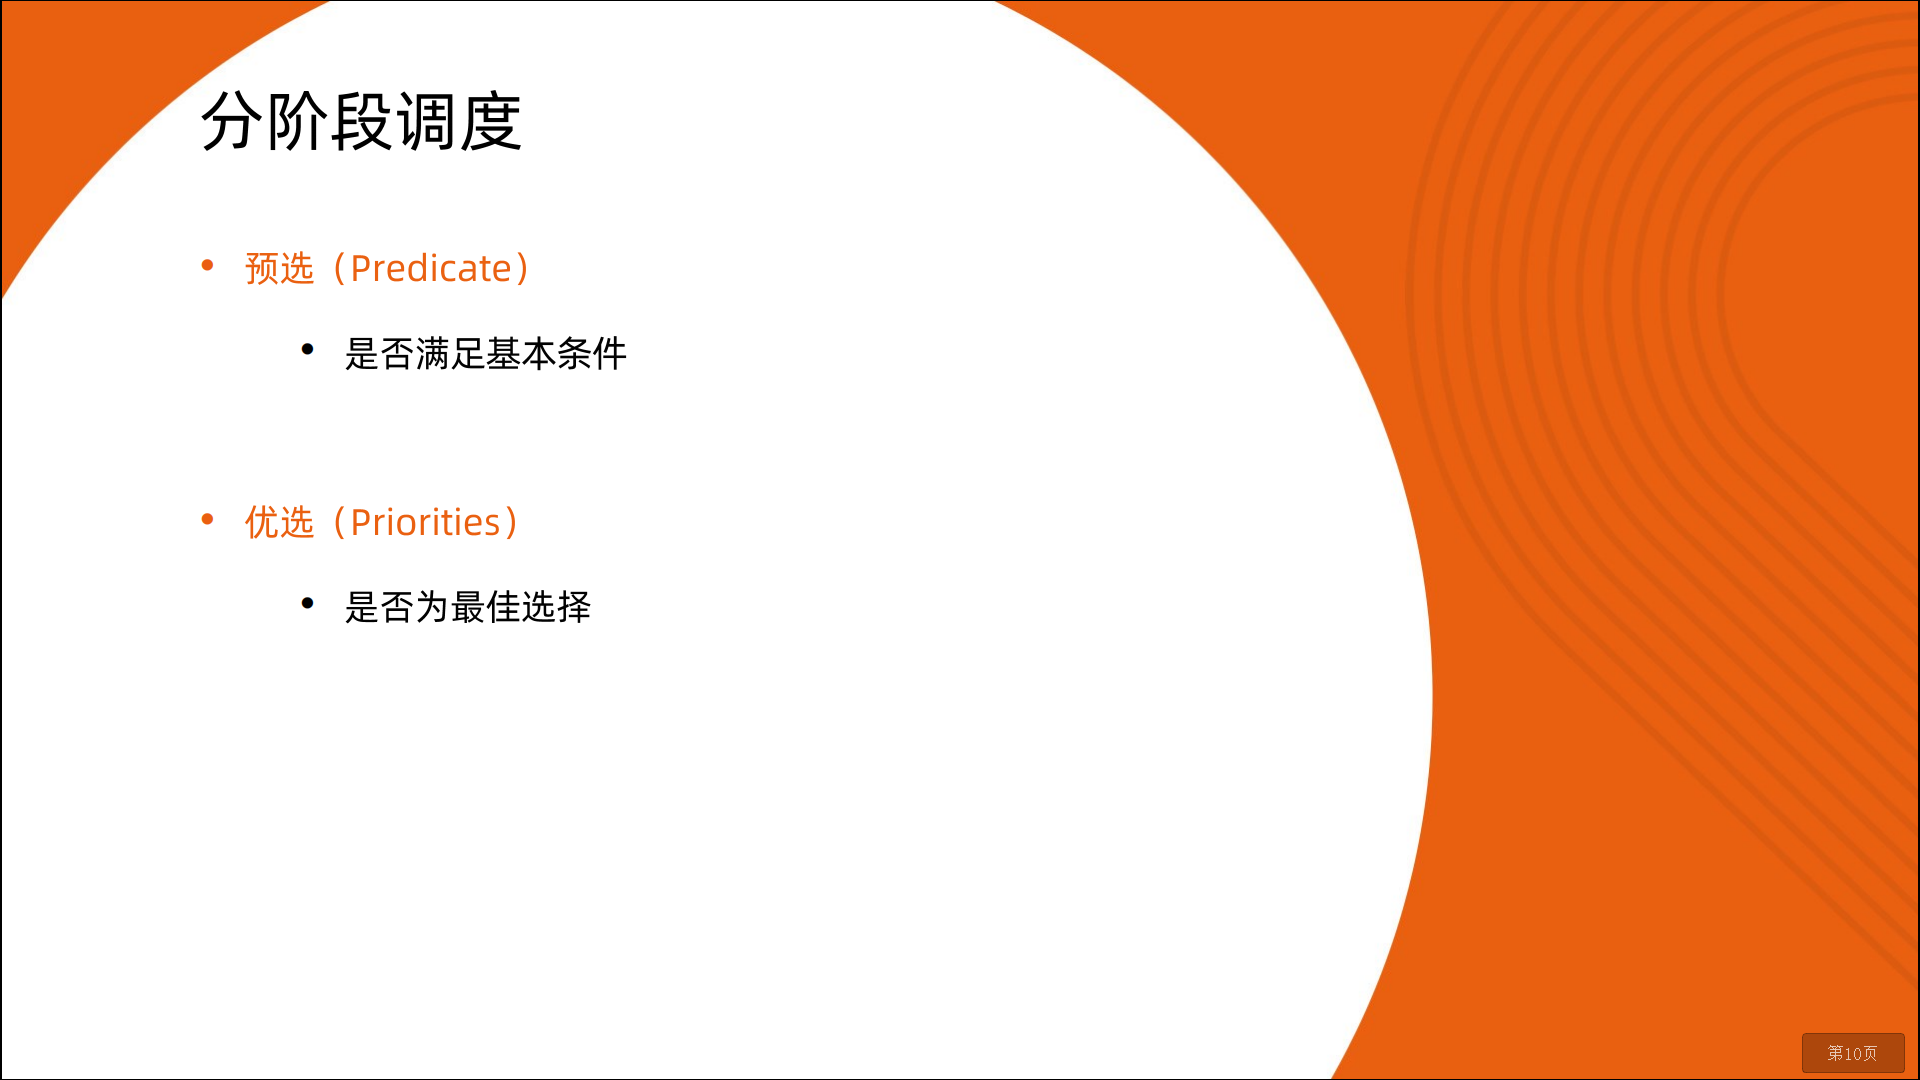 分阶段调度
• 预选（Predicate）
• 是否满足基本条件
• 优选（Priorities）
• 是否为最佳选择
第10页